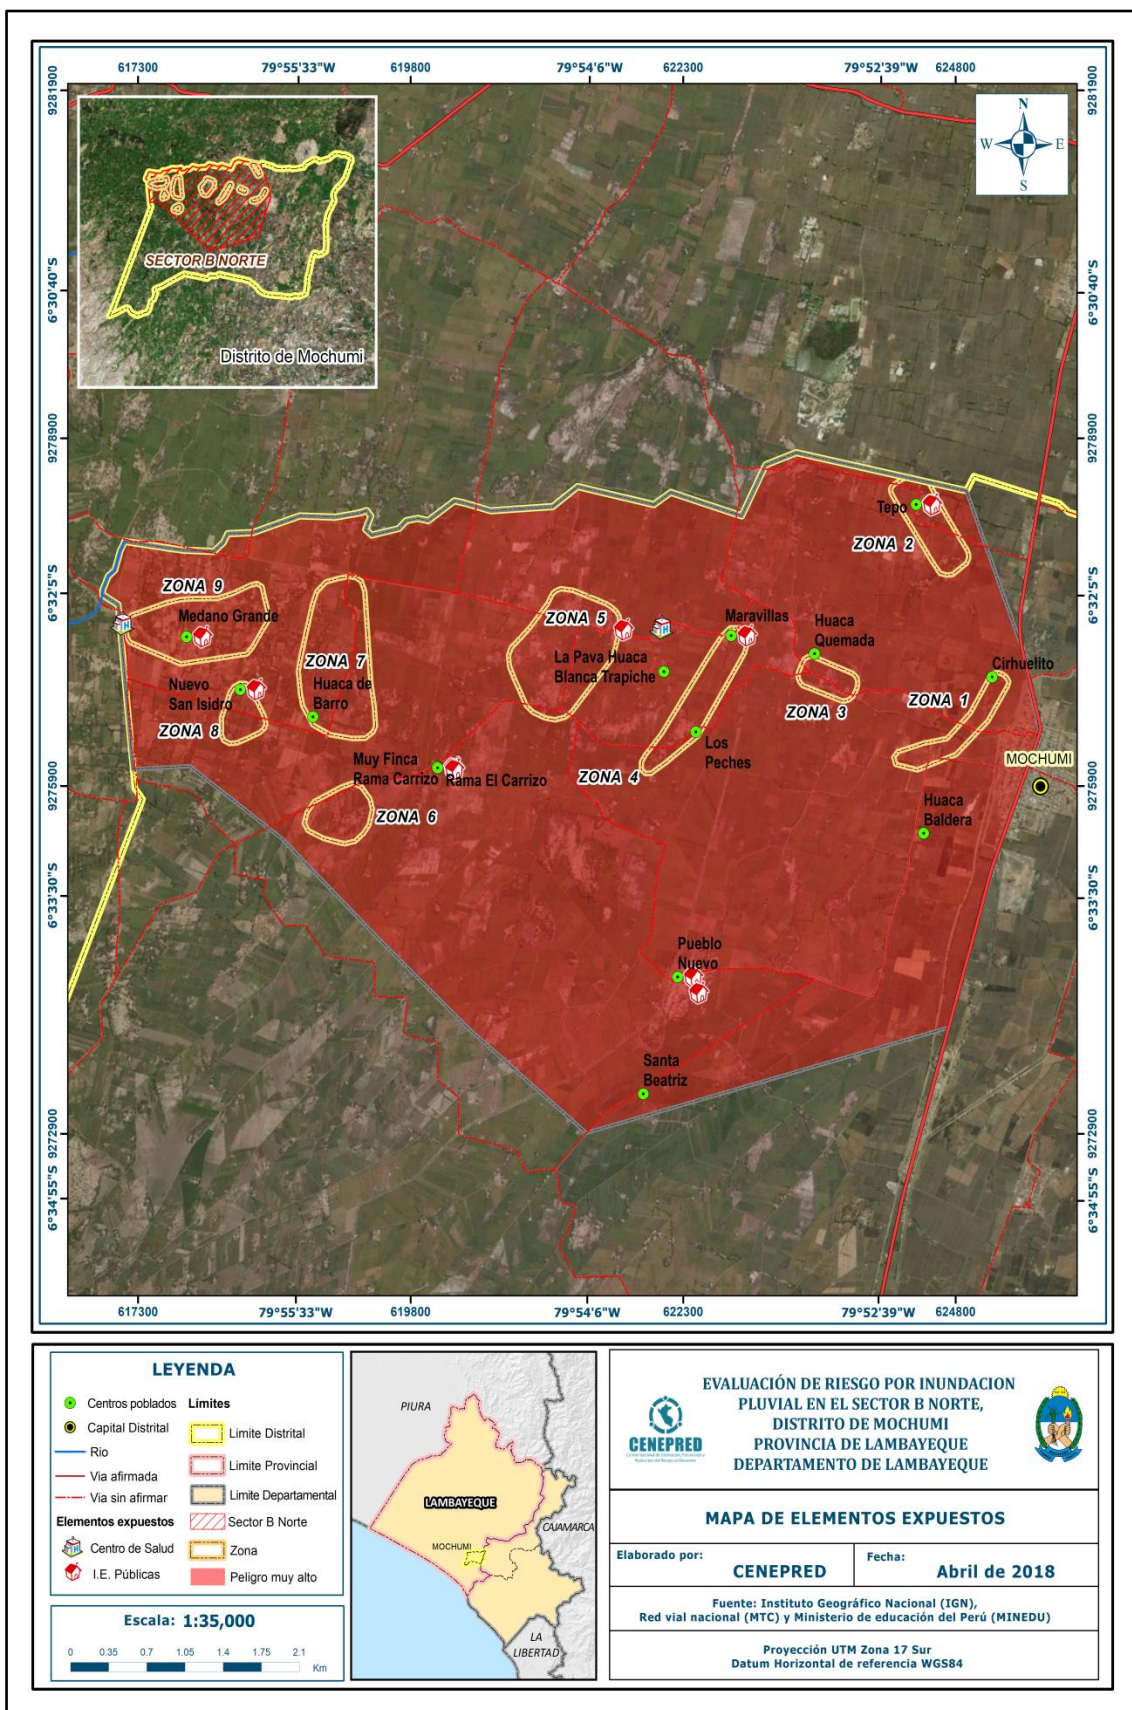 617300
79°55'33"W
619800
79°54'6"W
622300
79°52'39"W
624800
9281900
9281900
N
W
E
S
SECTOR B NORTE
Distrito de Mochumi
6°30'40"S
6°30'40"S
9278900
9278900
Tepo
ZONA 2
6°32'5"S
6°32'5"S
ZONA 9
Medano Grande
ZONA 5
Maravillas
Huaca
Quemada
ZONA 7
La Pava Huaca
Blanca Trapiche
Cirhuelito
Nuevo
San Isidro
Huaca de
Barro
ZONA 1
ZONA 3
ZONA 8
Los
Peches
MOCHUMI
Muy Finca
Rama Carrizo
Rama El Carrizo
ZONA 4
9275900
9275900
Huaca
Baldera
ZONA 6
6°33'30"S
6°33'30"S
Pueblo
Nuevo
Santa
Beatriz
9272900
9272900
6°34'55"S
6°34'55"S
617300
79°55'33"W
619800
79°54'6"W
622300
79°52'39"W
624800
LEYENDA
Centros poblados
Capital Distrital
Rio
Via afirmada
Via sin afirmar
Elementos expuestos
Centro de Salud
I.E. Públicas
Límites
Limite Distrital
Limite Provincial
Limite Departamental
Sector B Norte
Zona
Peligro muy alto
Escala: 1:35,000
0 0.35 0.7 1.05 1.4 1.75 2.1
Km
PIURA
LAMBAYEQUE
CAJAMARCA
MOCHUMI
LA
LIBERTAD
CENEPRED
EVALUACIÓN DE RIESGO POR INUNDACION
PLUVIAL EN EL SECTOR B NORTE,
DISTRITO DE MOCHUMI
PROVINCIA DE LAMBAYEQUE
DEPARTAMENTO DE LAMBAYEQUE
MAPA DE ELEMENTOS EXPUESTOS
Elaborado por:
CENEPRED
Fecha:
Abril de 2018
Fuente: Instituto Geográfico Nacional (IGN),
Red vial nacional (MTC) y Ministerio de educación del Perú (MINEDU)
Proyección UTM Zona 17 Sur
Datum Horizontal de referencia WGS84